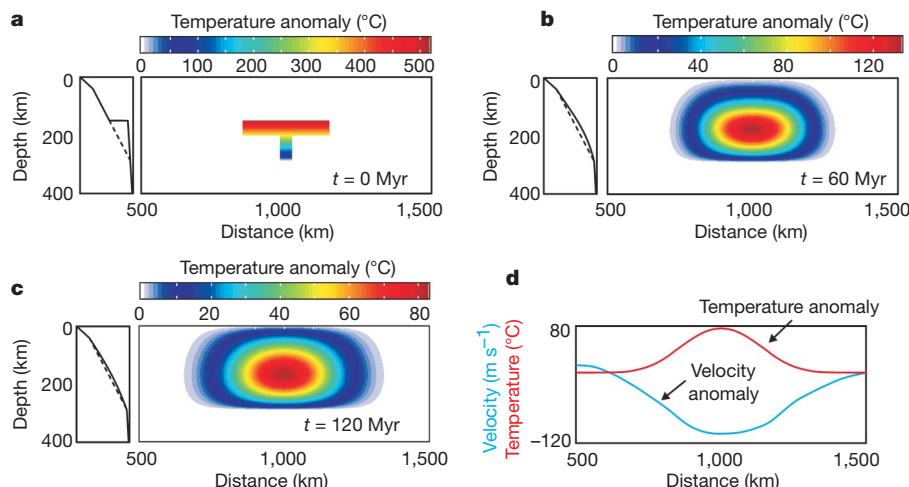 a
Temperature anomaly (°C)
0 100 200 300 400 500
Depth (km)
0
200
400
t = 0 Myr
500 1,000 1,500
Distance (km)
b
Temperature anomaly (°C)
0 40 80 120
Depth (km)
0
200
400
t = 60 Myr
500 1,000 1,500
Distance (km)
c
Temperature anomaly (°C)
0 20 40 60 80
Depth (km)
0
200
400
t = 120 Myr
500 1,000 1,500
Distance (km)
d
Velocity (m s⁻¹)
Temperature (°C)
80
−120
Temperature anomaly
Velocity
anomaly
500 1,000 1,500
Distance (km)